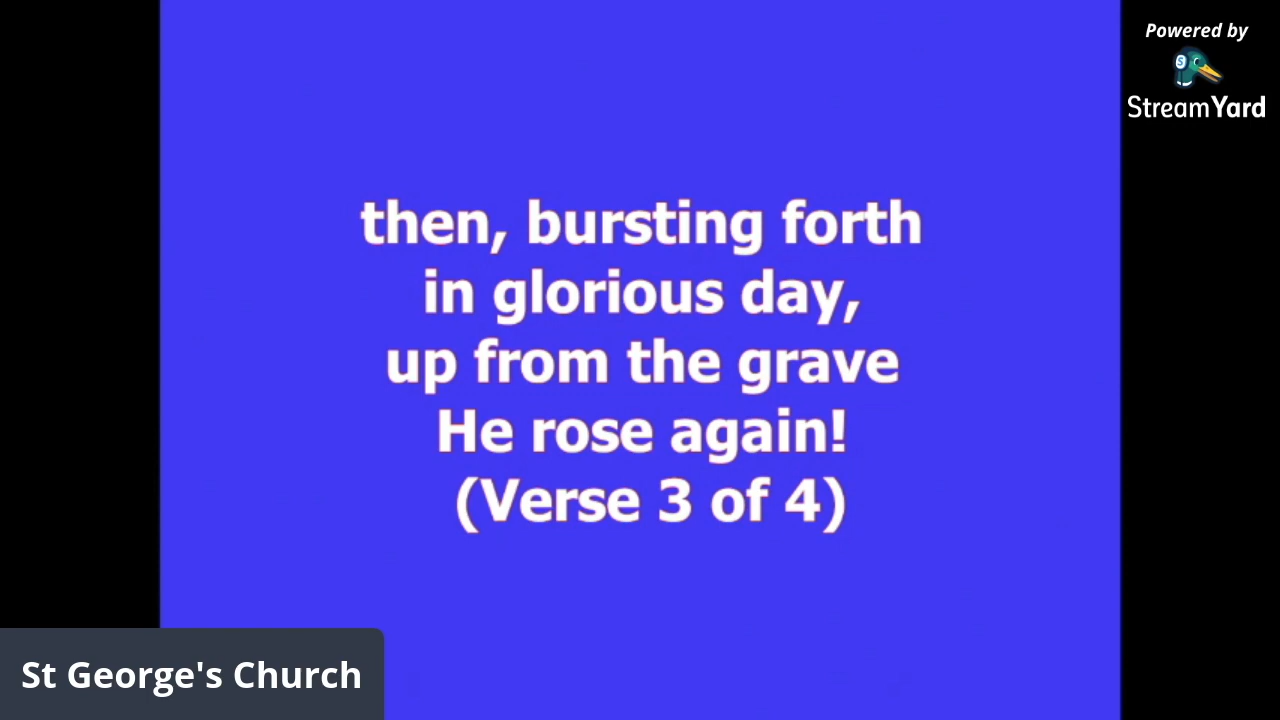 Powered by
StreamYard
then, bursting forth
in glorious day,
up from the grave
He rose again!
(Verse 3 of 4)
St George's Church